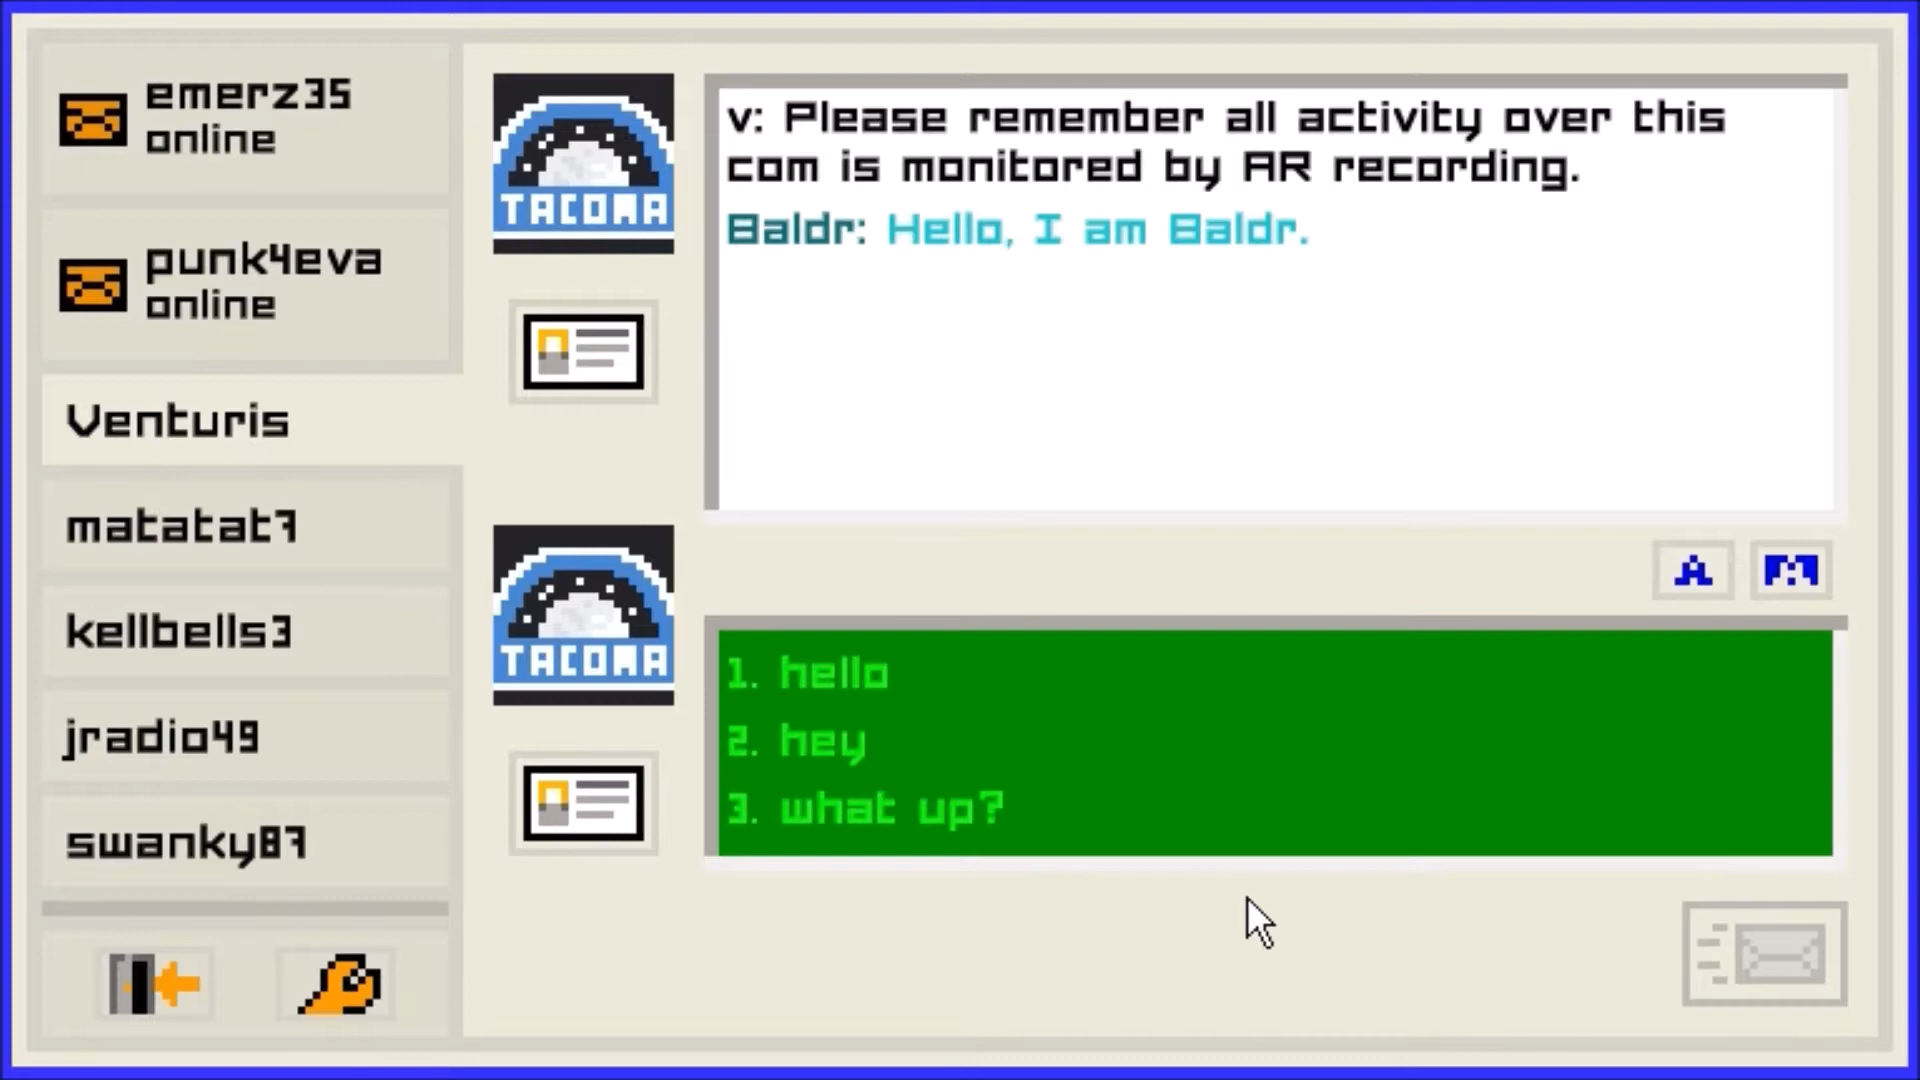 emerz35
online
punk4eva
online
Venturis
matatat7
kellbells3
jradio49
swanky87
TACOMA
v: Please remember all activity over this
com is monitored by AR recording.
Baldr: Hello, I am Baldr.
A
TACOMA
1. hello
2. hey
3. what up?